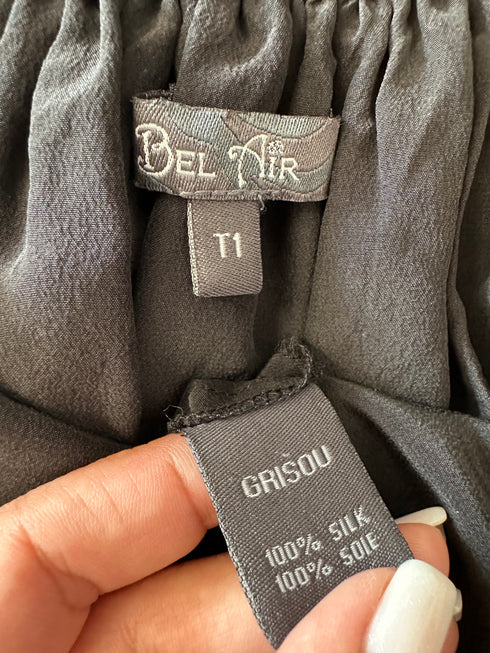 BEL AIR
T1
GRISOU
100% SILK
100% SOIE